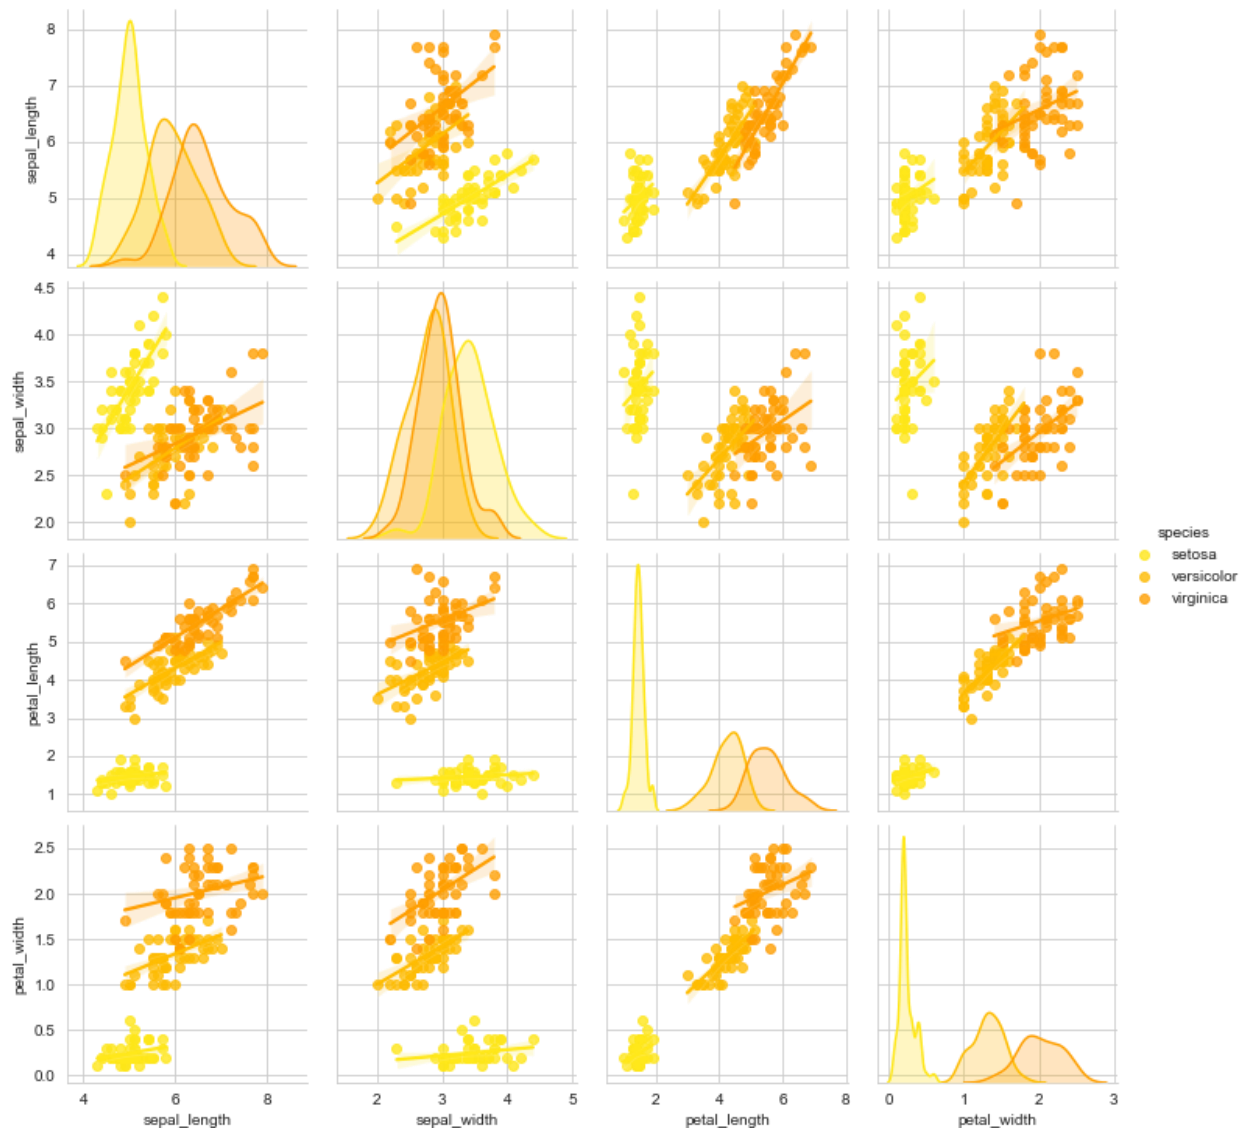 8
7
6
5
4
sepal_length
4.5
4.0
3.5
3.0
2.5
2.0
sepal_width
species
setosa
versicolor
virginica
7
6
5
4
3
2
1
petal_length
2.5
2.0
1.5
1.0
0.5
0.0
petal_width
4 6 8 2 3 4 5 2 4 6 8 0 1 2 3
sepal_length sepal_width petal_length petal_width